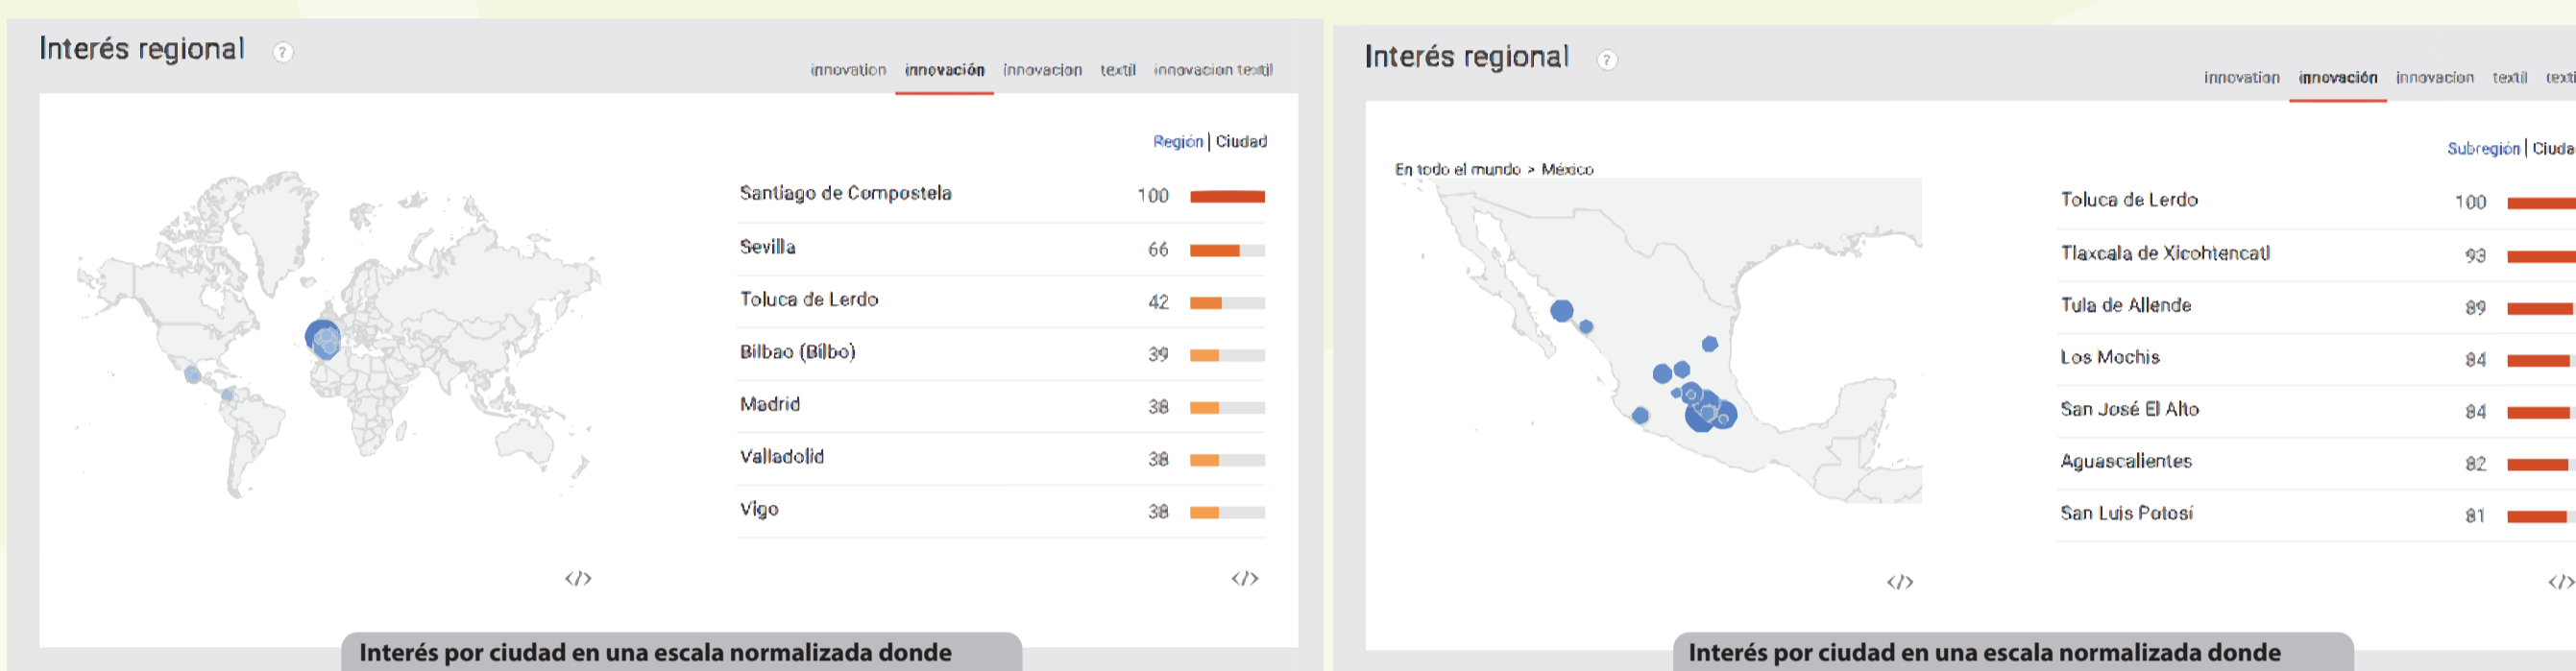 Interés regional ?
innovation innovación innovacion textil innovacion textil
Región | Ciudad
Santiago de Compostela 100
Sevilla 66
Toluca de Lerdo 42
Bilbao (Bilbo) 39
Madrid 38
Valladolid 38
Vigo 38
</> </>
Interés por ciudad en una escala normalizada donde
Interés regional ?
innovation innovación innovacion textil texti
Subregión | Ciuda
En todo el mundo > México
Toluca de Lerdo 100
Tlaxcala de Xicohtencatl 93
Tula de Allende 89
Los Mochis 84
San José El Alto 84
Aguascalientes 82
San Luis Potosí 81
</> </>
Interés por ciudad en una escala normalizada donde